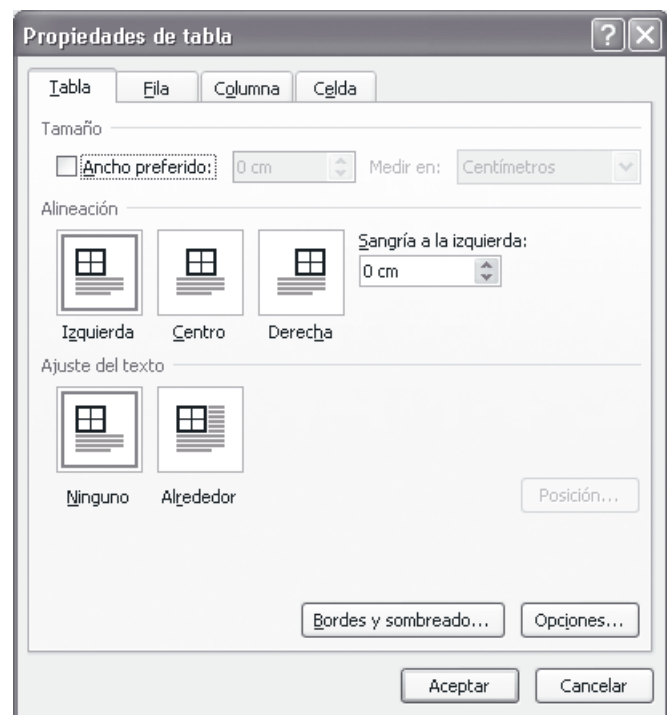 Propiedades de tabla
Tabla Fila Columna Celda
Tamaño
Ancho preferido: 0 cm Medir en: Centímetros
Alineación
Sangría a la izquierda:
0 cm
Izquierda Centro Derecha
Ajuste del texto
Ninguno Alrededor Posición...
Bordes y sombreado... Opciones...
Aceptar Cancelar